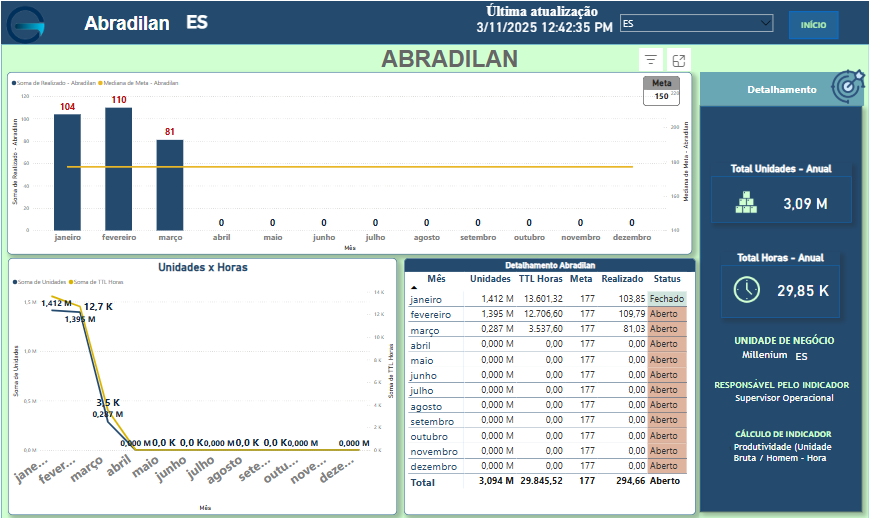 Abradilan ES
Última atualização
3/11/2025 12:42:35 PM
ES
INÍCIO
ABRADILAN
Soma de Realizado - Abradilan Mediana de Meta - Abradilan
Meta
150
Soma de Realizado - Abradilan
120
100
80
60
40
20
0
104 110 81 0 0 0 0 0 0 0 0 0
220
200
180
160
140
Mediana de Meta - Abradilan
janeiro fevereiro março abril maio junho julho agosto setembro outubro novembro dezembro
Mês
Detalhamento
Total Unidades - Anual
3,09 M
Total Horas - Anual
29,85 K
UNIDADE DE NEGÓCIO
Millenium ES
RESPONSÁVEL PELO INDICADOR
Supervisor Operacional
CÁLCULO DE INDICADOR
Produtividade (Unidade
Bruta / Homem - Hora
Unidades x Horas
Soma de Unidades Soma de TTL Horas
Soma de Unidades
1,5 M
1,0 M
0,5 M
0,0 M
1,412 M
12,7 K
1,395 M
3,5 K
0,287 M
0,000 M 0,0 K 0,0 K 0,000 M 0,0 K 0,0 K 0,000 M 0,000 M
14 K
12 K
10 K
8 K
6 K
4 K
2 K
0 K
Soma de TTL Horas
jane... fever... março abril maio junho julho agosto sete... outu... nove... deze...
Mês
Detalhamento Abradilan
Mês Unidades TTL Horas Meta Realizado Status
janeiro 1,412 M 13.601,32 177 103,85 Fechado
fevereiro 1,395 M 12.706,60 177 109,79 Aberto
março 0,287 M 3.537,60 177 81,03 Aberto
abril 0,000 M 0,00 177 0,00 Aberto
maio 0,000 M 0,00 177 0,00 Aberto
junho 0,000 M 0,00 177 0,00 Aberto
julho 0,000 M 0,00 177 0,00 Aberto
agosto 0,000 M 0,00 177 0,00 Aberto
setembro 0,000 M 0,00 177 0,00 Aberto
outubro 0,000 M 0,00 177 0,00 Aberto
novembro 0,000 M 0,00 177 0,00 Aberto
dezembro 0,000 M 0,00 177 0,00 Aberto
Total 3,094 M 29.845,52 177 294,66 Aberto